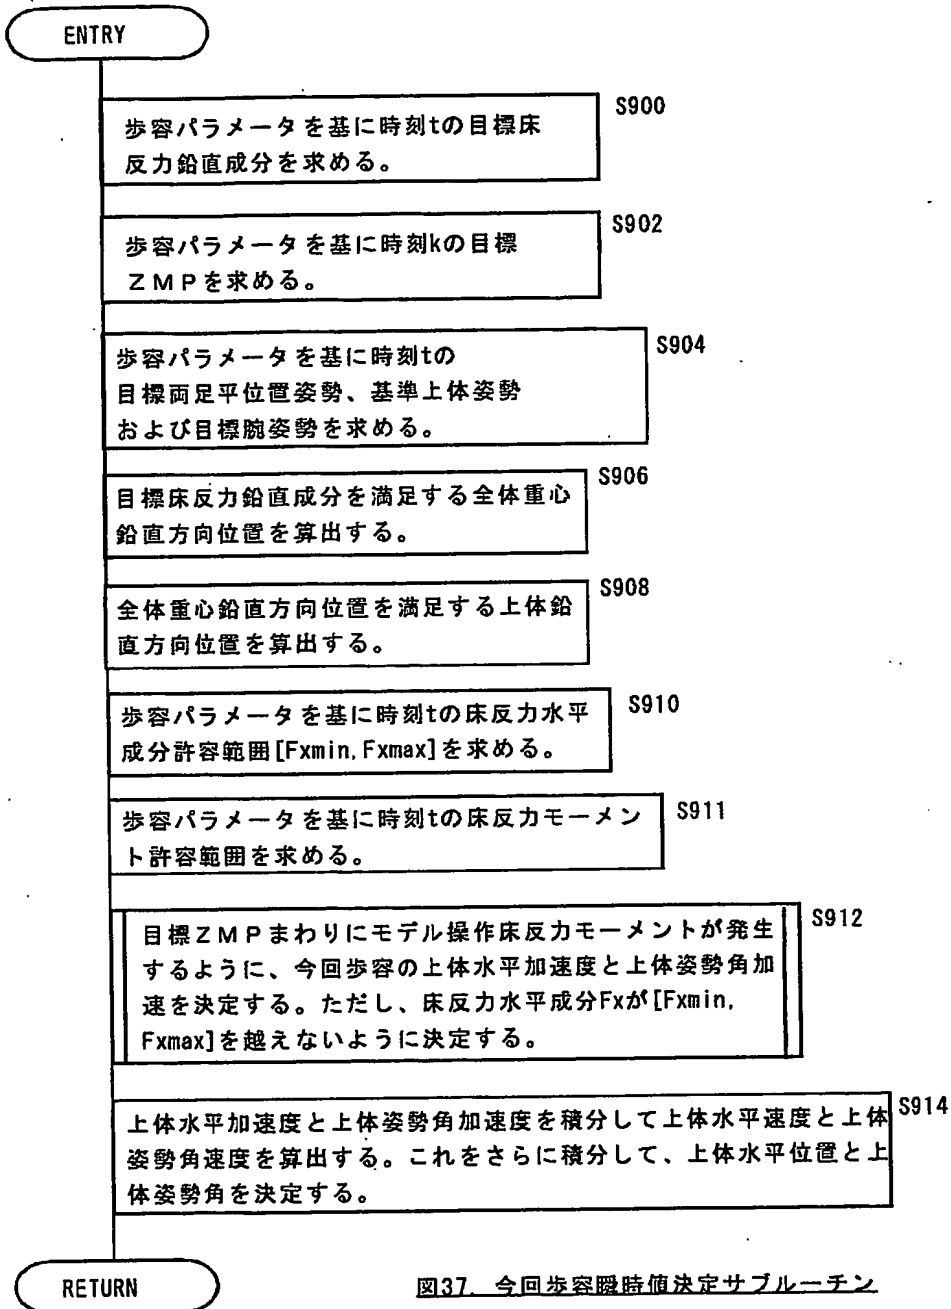 ENTRY
S900
歩容パラメータを基に時刻tの目標床
反力鉛直成分を求める。
S902
歩容パラメータを基に時刻kの目標
ZMPを求める。
S904
歩容パラメータを基に時刻tの
目標両足平位置姿勢、基準上体姿勢
および目標腕姿勢を求める。
S906
目標床反力鉛直成分を満足する全体重心
鉛直方向位置を算出する。
S908
全体重心鉛直方向位置を満足する上体鉛
直方向位置を算出する。
S910
歩容パラメータを基に時刻tの床反力水平
成分許容範囲[Fxmin,Fxmax]を求める。
S911
歩容パラメータを基に時刻tの床反力モーメン
ト許容範囲を求める。
S912
目標ZMPまわりにモデル操作床反力モーメントが発生
するように、今回歩容の上体水平加速度と上体姿勢角加
速を決定する。ただし、床反力水平成分Fxが[Fxmin,
Fxmax]を越えないように決定する。
S914
上体水平加速度と上体姿勢角加速度を積分して上体水平速度と上体
姿勢角速度を算出する。これをさらに積分して、上体水平位置と上
体姿勢角を決定する。
RETURN
図37. 今回歩容瞬時値決定サブルーチン